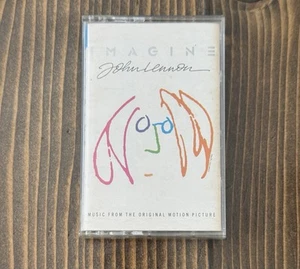 IMAGINE
John Lennon
MUSIC FROM THE ORIGINAL MOTION PICTURE